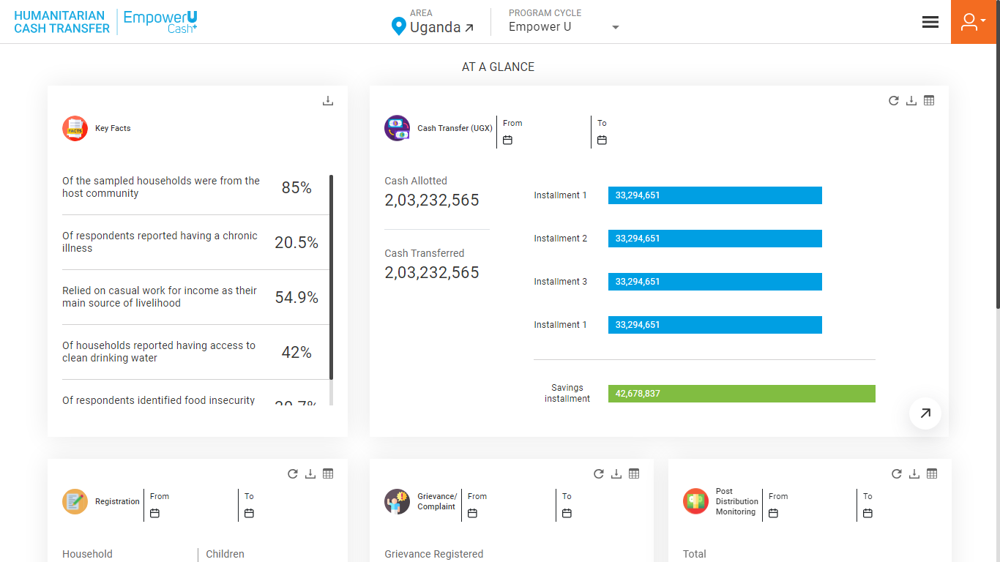 HUMANITARIAN
CASH TRANSFER
EmpowerU
Cash+
AREA
Uganda
PROGRAM CYCLE
Empower U
AT A GLANCE
FACTS
Key Facts
Of the sampled households were from the
host community
85%
Of respondents reported having a chronic
illness
20.5%
Relied on casual work for income as their
main source of livelihood
54.9%
Of households reported having access to
clean drinking water
42%
Of respondents identified food insecurity
Cash Transfer (UGX)
From
To
Cash Allotted
2,03,232,565
Cash Transferred
2,03,232,565
Installment 1
33,294,651
Installment 2
33,294,651
Installment 3
33,294,651
Installment 1
33,294,651
Savings
installment
42,678,837
Registration
From
To
Household
Children
Grievance/
Complaint
From
To
Grievance Registered
Post
Distribution
Monitoring
From
To
Total